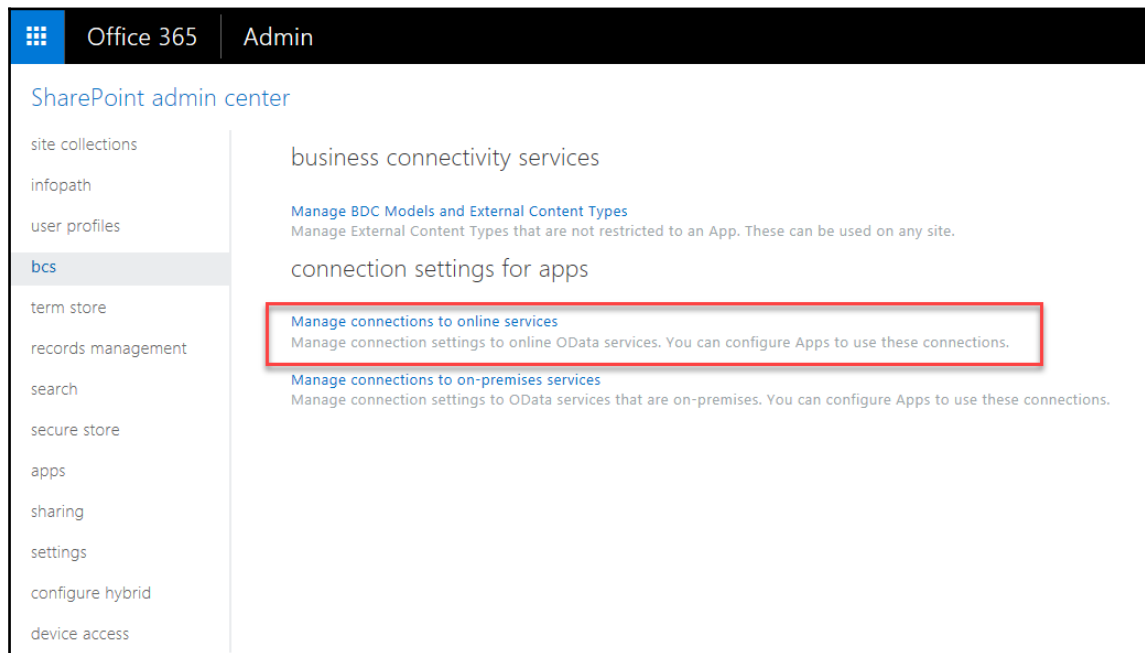 Office 365 Admin
SharePoint admin center
site collections
infopath
user profiles
bcs
term store
records management
search
secure store
apps
sharing
settings
configure hybrid
device access
business connectivity services
Manage BDC Models and External Content Types
Manage External Content Types that are not restricted to an App. These can be used on any site.
connection settings for apps
Manage connections to online services
Manage connection settings to online OData services. You can configure Apps to use these connections.
Manage connections to on-premises services
Manage connection settings to OData services that are on-premises. You can configure Apps to use these connections.